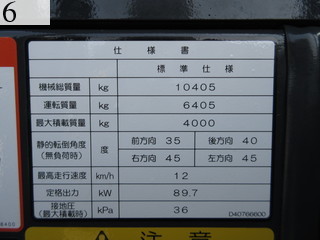 6
仕様書
標準仕様
機械総質量 kg 10405
運転質量 kg 6405
最大積載質量 kg 4000
静的転倒角度 (無負荷時) 度 前方向 35 後方向 40
右方向 45 左方向 45
最高走行速度 km/h 12
定格出力 kW 89.7
接地圧 (最大積載時) kPa 36
D40766600
注意